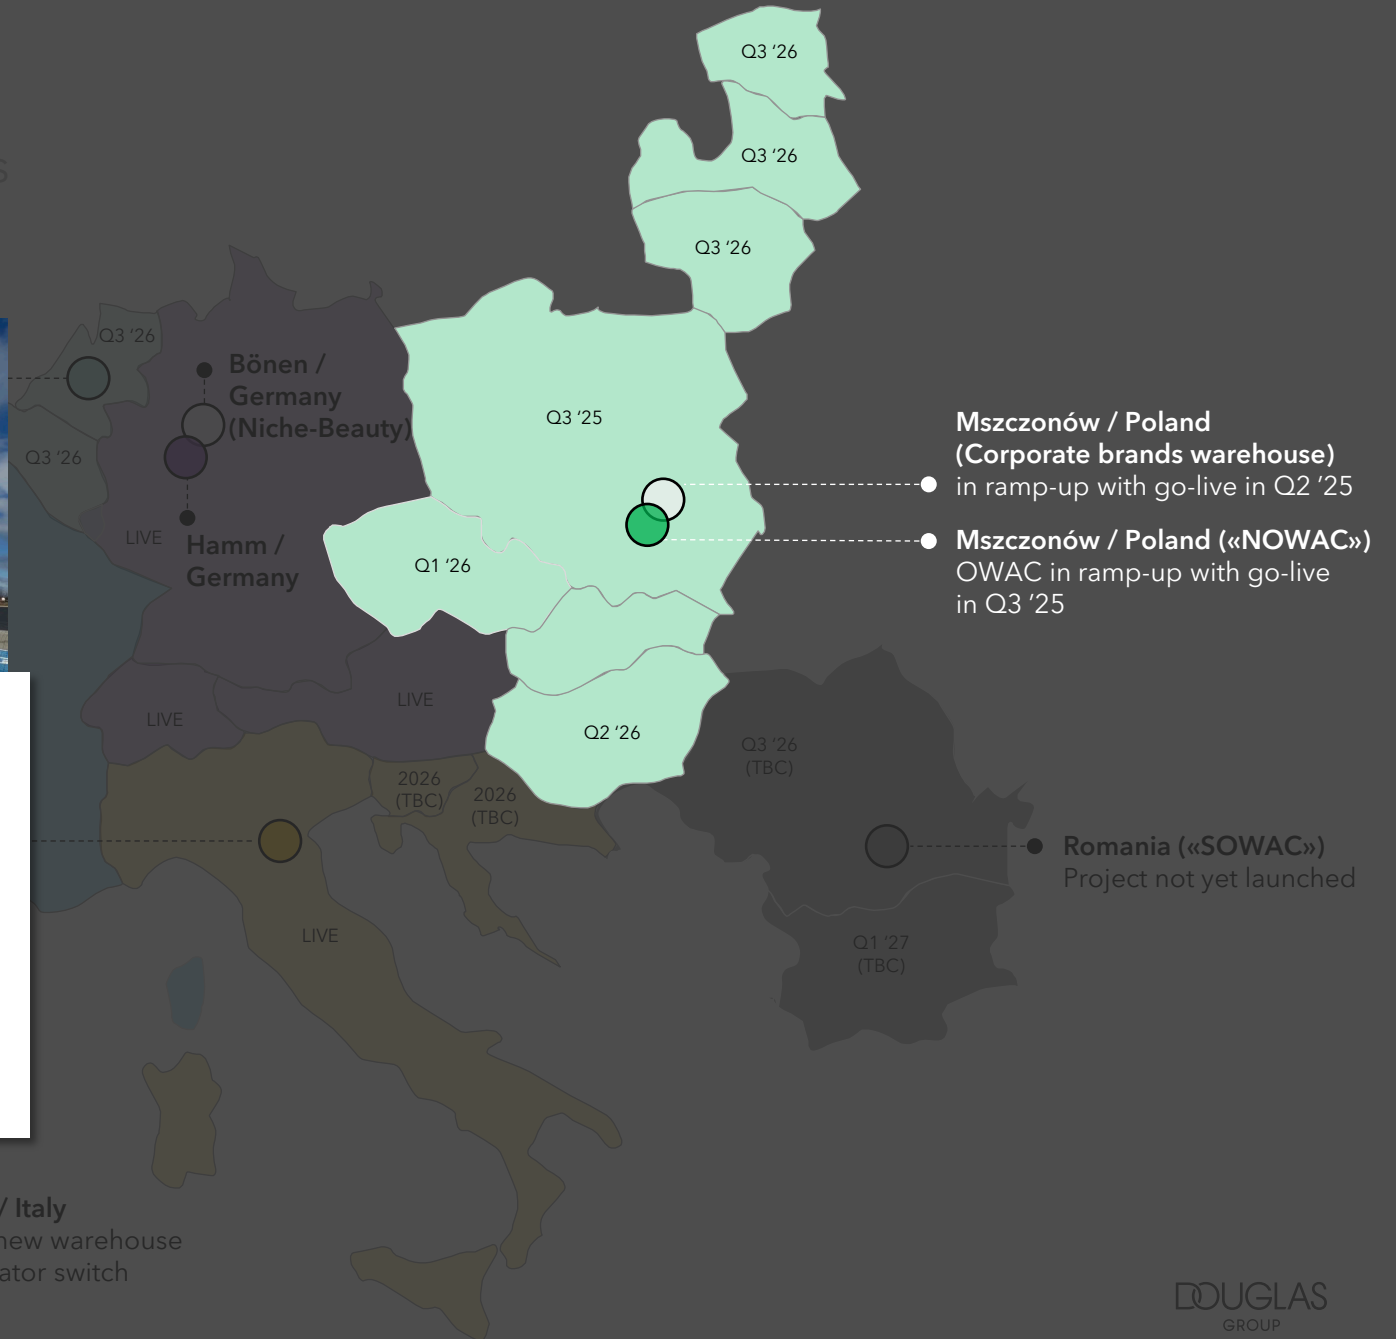 Q3 ‘26
Q3 ‘26
S
Q3 ‘26
Q3 ‘26
Bönen /
Germany
(Niche-Beauty)
Q3 ‘25
Q3 ‘26
Mszczonów / Poland
(Corporate brands warehouse)
in ramp-up with go-live in Q2 ‘25
Mszczonów / Poland («NOWAC»)
OWAC in ramp-up with go-live
in Q3 ‘25
LIVE
Hamm /
Germany
Q1 ‘26
LIVE
LIVE
Q2 ‘26
Q3 ‘26
(TBC)
2026
(TBC)
2026
(TBC)
Romania («SOWAC»)
Project not yet launched
LIVE
Q1 ‘27
(TBC)
/ Italy
new warehouse
ator switch
DOUGLAS
GROUP